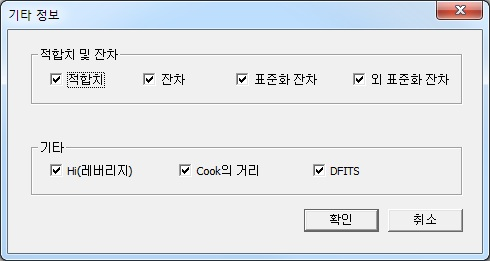 기타 정보
적합치 및 잔차
적합치 잔차 표준화 잔차 외 표준화 잔차
기타
Hi(레버리지) Cook의 거리 DFITS
확인 취소